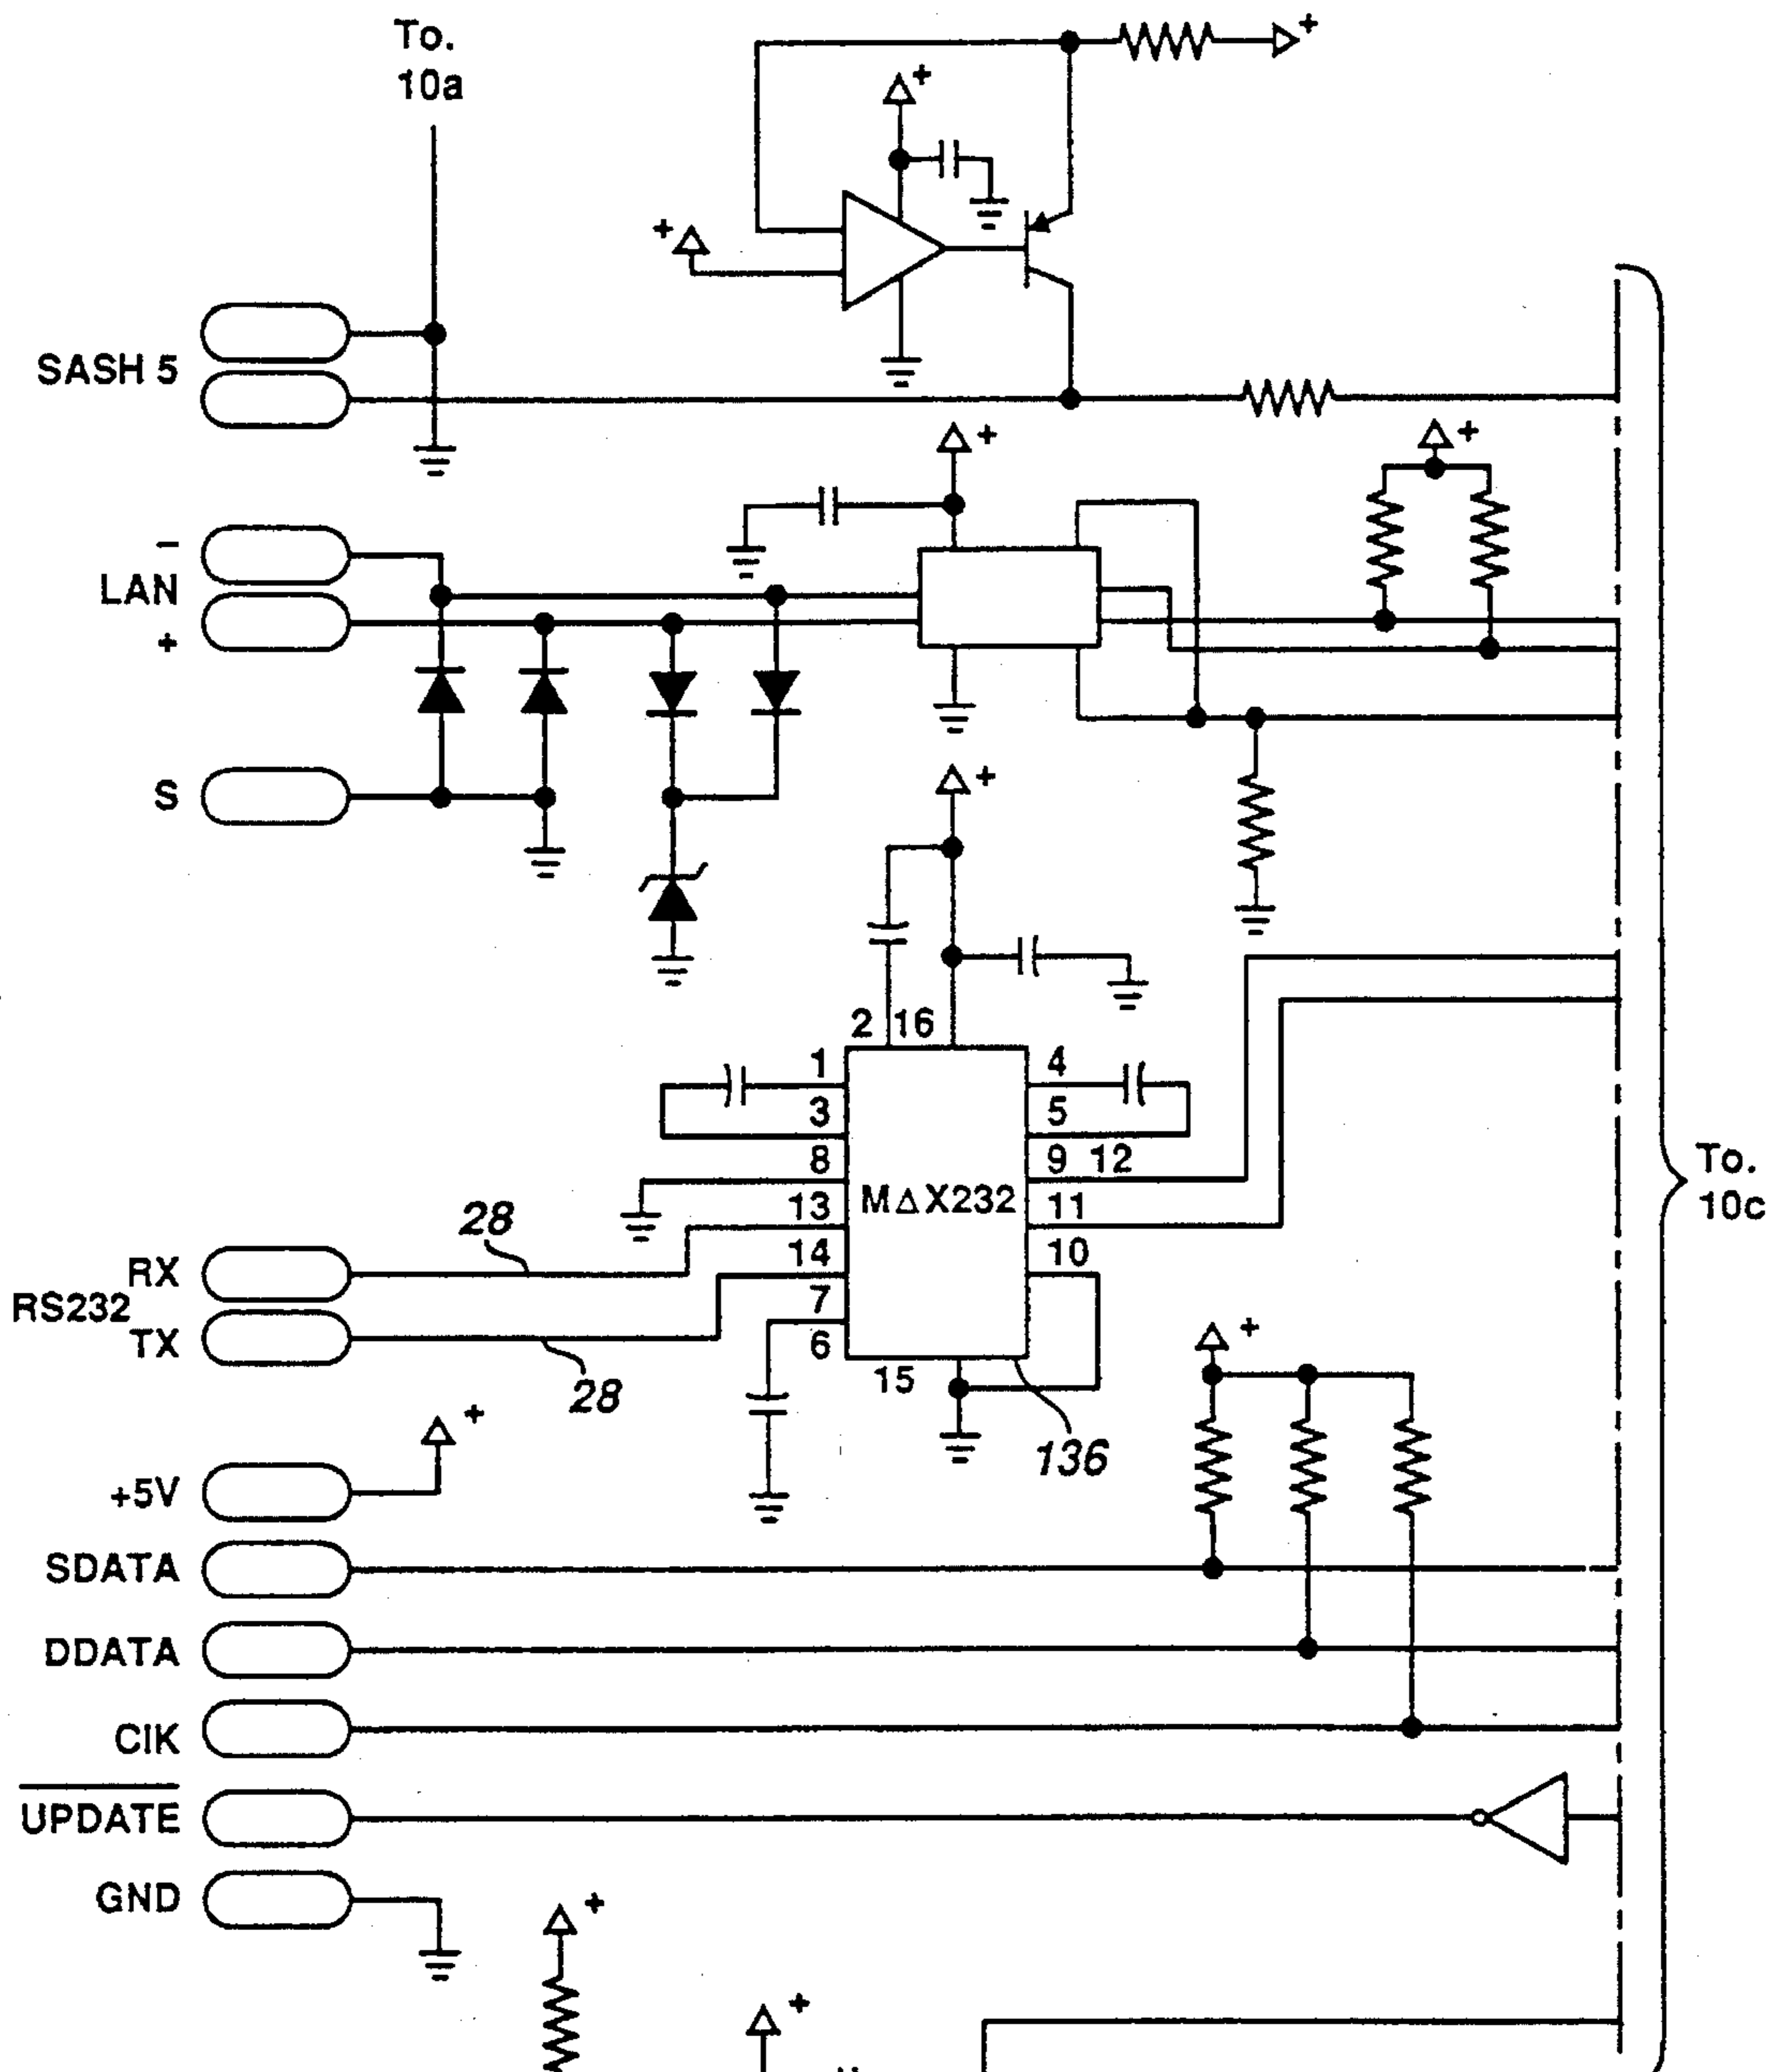 To.
10a
+
+
+
SASH 5
+
+
−
LAN
+
S
+
2 16
1
4
3
5
8
9 12
13
MΔX232
11
28
14
10
RX
RS232
7
TX
6
15
28
136
+
+
+5V
SDATA
DDATA
CIK
UPDATE
GND
+
+
To.
10c